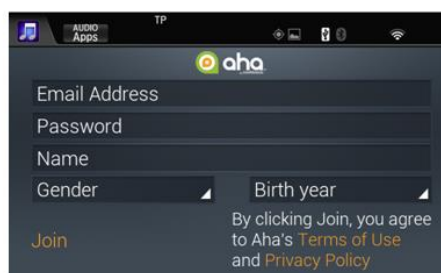 AUDIO
Apps
TP
aha
Email Address
Password
Name
Gender
Birth year
Join
By clicking Join, you agree
to Aha's Terms of Use
and Privacy Policy